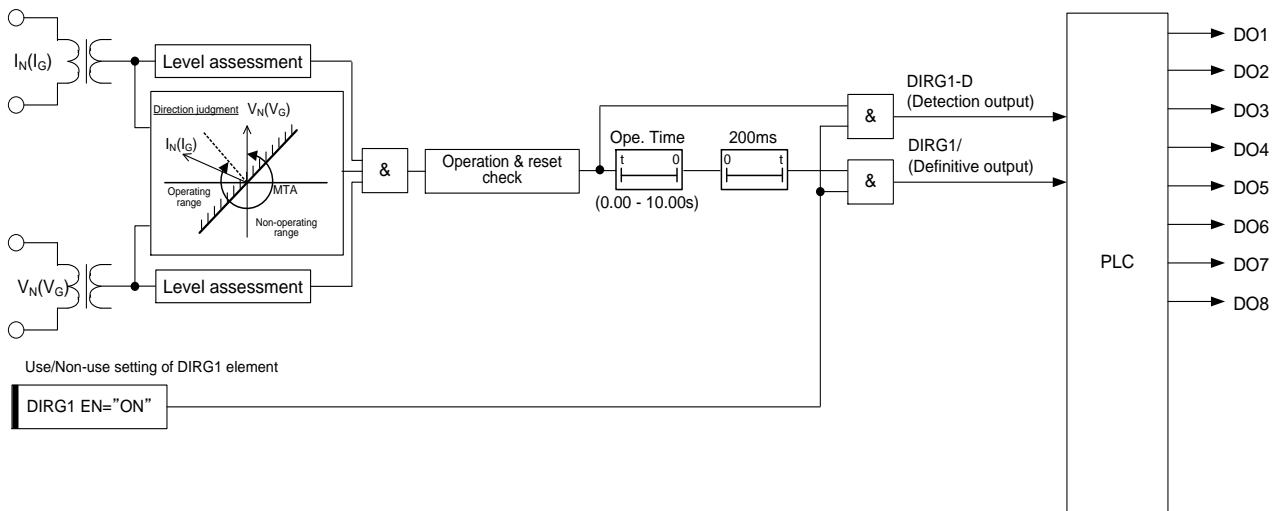 I_N(I_G)
Level assessment
Direction judgment
V_N(V_G)
I_N(I_G)
Operating
range
MTA
Non-operating
range
V_N(V_G)
Level assessment
&
Operation & reset
check
Ope. Time
t 0
(0.00 - 10.00s)
200ms
0 t
&
DIRG1-D
(Detection output)
&
DIRG1/
(Definitive output)
PLC
DO1
DO2
DO3
DO4
DO5
DO6
DO7
DO8
Use/Non-use setting of DIRG1 element
DIRG1 EN=”ON”